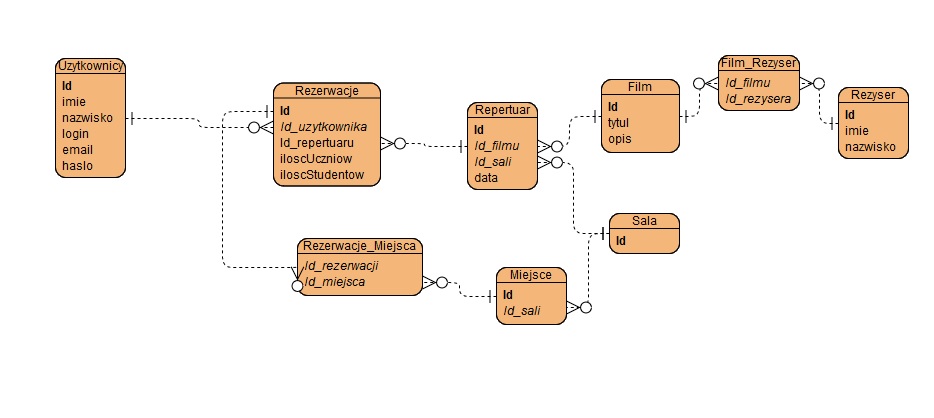 Uzytkownicy
Id
imie
nazwisko
login
email
haslo
Rezerwacje
Id
Id_uzytkownika
Id_repertuaru
iloscUczniow
iloscStudentow
Repertuar
Id
Id_filmu
Id_sali
data
Film
Id
tytul
opis
Film_Rezyser
Id_filmu
Id_rezysera
Rezyser
Id
imie
nazwisko
Sala
Id
Rezerwacje_Miejsca
Id_rezerwacji
Id_miejsca
Miejsce
Id
Id_sali